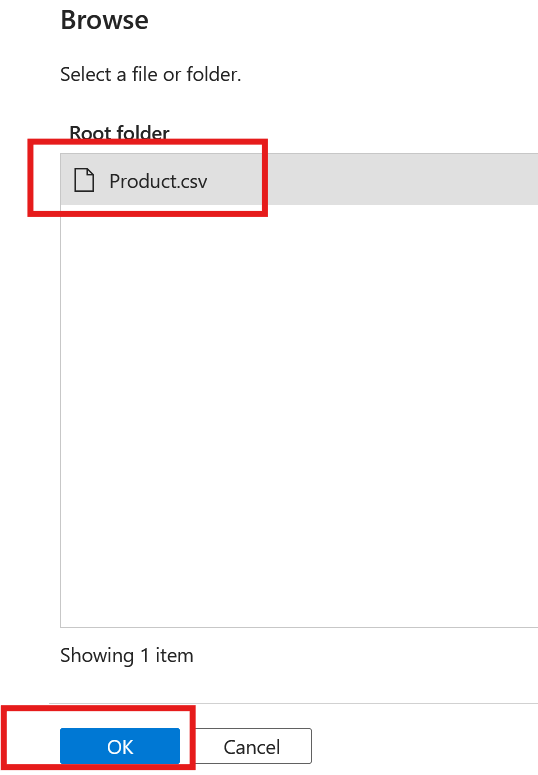 Browse
Select a file or folder.
Root folder
Product.csv
Showing 1 item
OK
Cancel